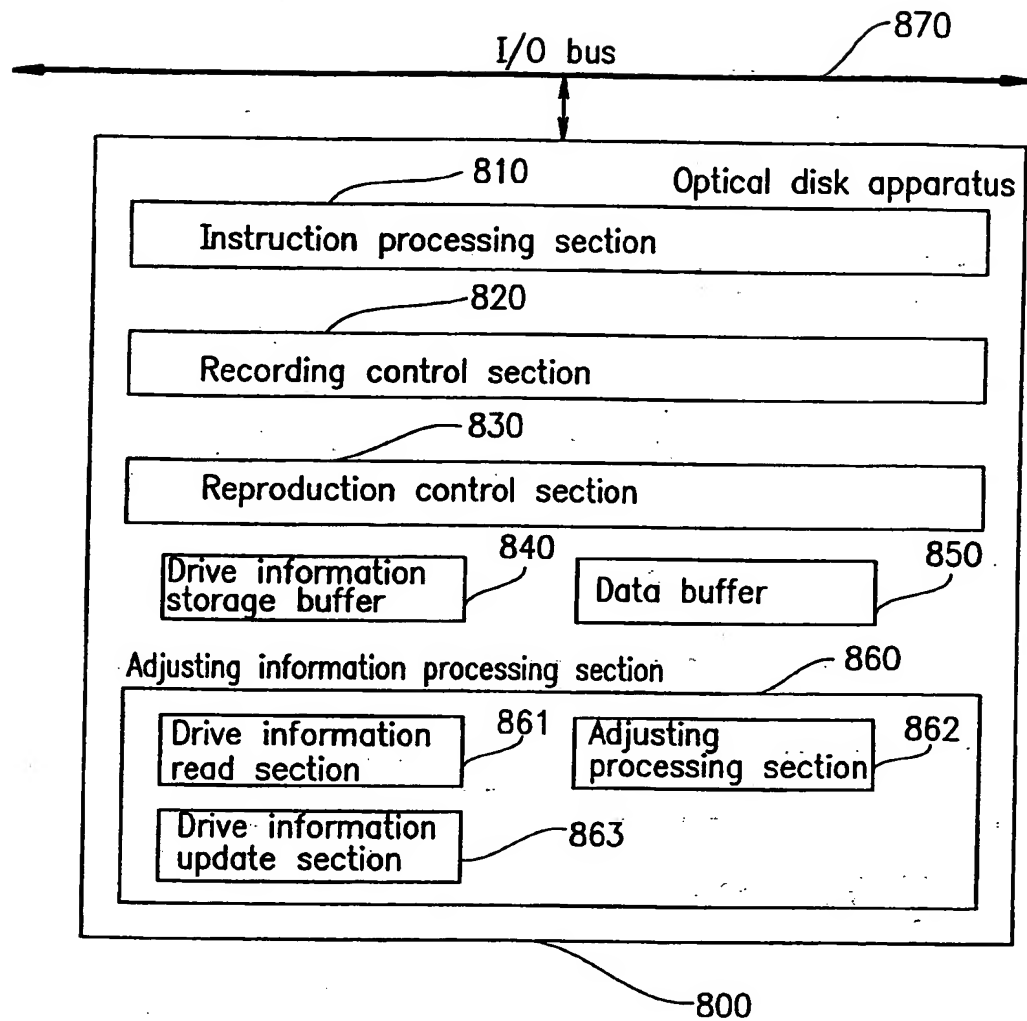 870
I/O bus
810
Optical disk apparatus
Instruction processing section
820
Recording control section
830
Reproduction control section
840
850
Drive information
storage buffer
Data buffer
Adjusting information processing section
860
861
862
Drive information
read section
Adjusting
processing section
863
Drive information
update section
800